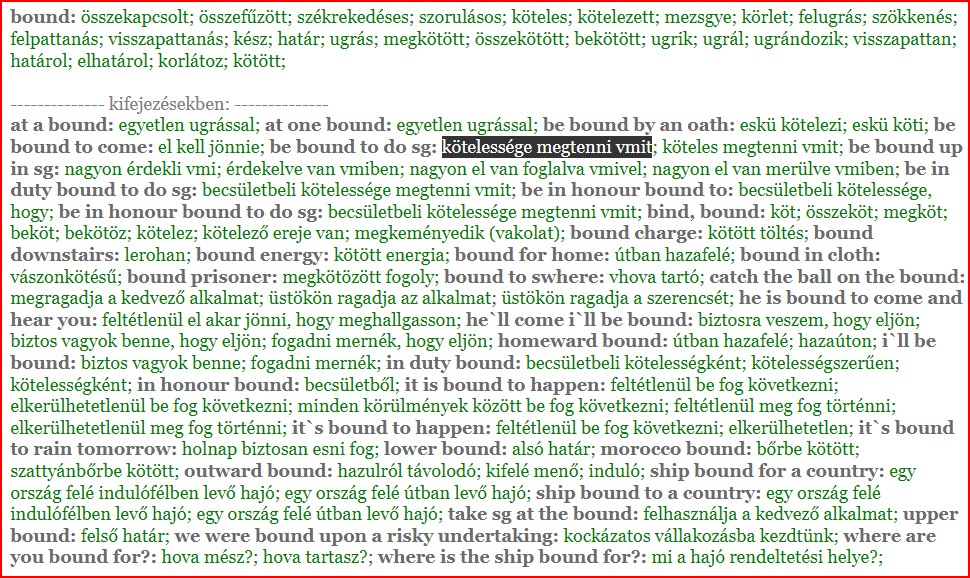 bound: összekapcsolt; összefűzött; székrekedéses; szorulásos; köteles; kötelezett; mezsgye; körlet; felugrás; szökkenés;
felpattanás; visszapattanás; kész; határ; ugrás; megkötött; összekötött; bekötött; ugrik; ugrál; ugrándozik; visszapattan;
határol; elhatárol; korlátoz; kötött;
-------------- kifejezésekben: --------------
at a bound: egyetlen ugrással; at one bound: egyetlen ugrással; be bound by an oath: eskü kötelezi; eskü köti; be
bound to come: el kell jönnie; be bound to do sg: kötelessége megtenni vmit; köteles megtenni vmit; be bound up
in sg: nagyon érdekli vmi; érdekelve van vmiben; nagyon el van foglalva vmivel; nagyon el van merülve vmiben; be in
duty bound to do sg: becsületbeli kötelessége megtenni vmit; be in honour bound to: becsületbeli kötelessége,
hogy; be in honour bound to do sg: becsületbeli kötelessége megtenni vmit; bind, bound: köt; összeköt; megköt;
beköt; bekötöz; kötelez; kötelező ereje van; megkeményedik (vakolat); bound charge: kötött töltés; bound
downstairs: lerohan; bound energy: kötött energia; bound for home: útban hazafelé; bound in cloth:
vászonkötésű; bound prisoner: megkötözött fogoly; bound to swhere: vhova tartó; catch the ball on the bound:
megragadja a kedvező alkalmat; üstökön ragadja az alkalmat; üstökön ragadja a szerencsét; he is bound to come and
hear you: feltétlenül el akar jönni, hogy meghallgasson; he`ll come i`ll be bound: biztosra veszem, hogy eljön;
biztos vagyok benne, hogy eljön; fogadni mernék, hogy eljön; homeward bound: útban hazafelé; hazaúton; i`ll be
bound: biztos vagyok benne; fogadni mernék; in duty bound: becsületbeli kötelességként; kötelességszerűen;
kötelességként; in honour bound: becsületből; it is bound to happen: feltétlenül be fog következni;
elkerülhetetlenül be fog következni; minden körülmények között be fog következni; feltétlenül meg fog történni;
elkerülhetetlenül meg fog történni; it`s bound to happen: feltétlenül be fog következni; elkerülhetetlen; it`s bound
to rain tomorrow: holnap biztosan esni fog; lower bound: alsó határ; morocco bound: bőrbe kötött;
szattyánbőrbe kötött; outward bound: hazulról távolodó; kifelé menő; induló; ship bound for a country: egy
ország felé indulófélben levő hajó; egy ország felé útban levő hajó; ship bound to a country: egy ország felé
indulófélben levő hajó; egy ország felé útban levő hajó; take sg at the bound: felhasználja a kedvező alkalmat; upper
bound: felső határ; we were bound upon a risky undertaking: kockázatos vállakozásba kezdtünk; where are
you bound for?: hova mész?; hova tartasz?; where is the ship bound for?: mi a hajó rendeltetési helye?;